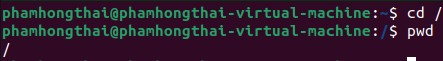 phamhongthai@phamhongthai-virtual-machine:~$ cd /
phamhongthai@phamhongthai-virtual-machine:/$ pwd
/